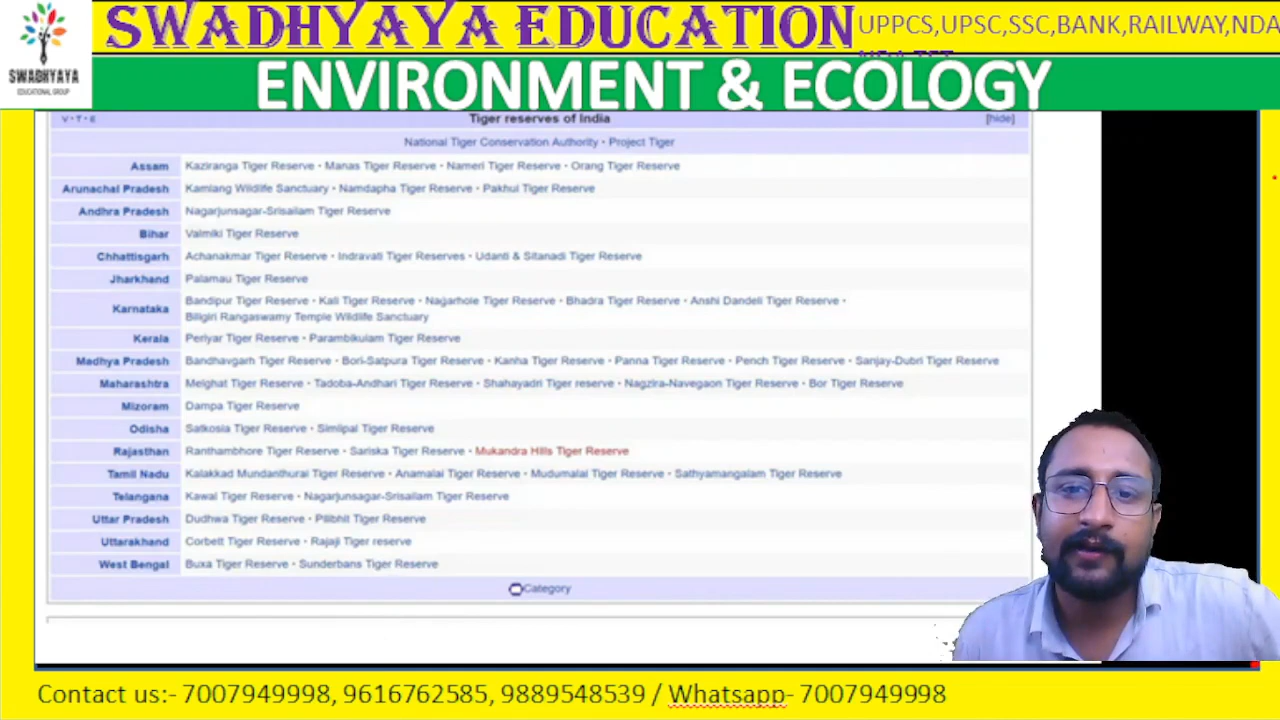 SWADHYAYA EDUCATION
UPPCS,UPSC,SSC,BANK,RAILWAY,NDA
SWADHYAYA
EDUCATIONAL GROUP
ENVIRONMENT & ECOLOGY
V • T • E
Tiger reserves of India
[hide]
National Tiger Conservation Authority • Project Tiger
Assam Kaziranga Tiger Reserve • Manas Tiger Reserve • Nameri Tiger Reserve • Orang Tiger Reserve
Arunachal Pradesh Kamlang Wildlife Sanctuary • Namdapha Tiger Reserve • Pakhui Tiger Reserve
Andhra Pradesh Nagarjunsagar-Srisailam Tiger Reserve
Bihar Valmiki Tiger Reserve
Chhattisgarh Achanakmar Tiger Reserve • Indravati Tiger Reserves • Udanti & Sitanadi Tiger Reserve
Jharkhand Palamau Tiger Reserve
Karnataka Bandipur Tiger Reserve • Kali Tiger Reserve • Nagarhole Tiger Reserve • Bhadra Tiger Reserve • Anshi Dandeli Tiger Reserve •
Biligiri Rangaswamy Temple Wildlife Sanctuary
Kerala Periyar Tiger Reserve • Parambikulam Tiger Reserve
Madhya Pradesh Bandhavgarh Tiger Reserve • Bori-Satpura Tiger Reserve • Kanha Tiger Reserve • Panna Tiger Reserve • Pench Tiger Reserve • Sanjay-Dubri Tiger Reserve
Maharashtra Melghat Tiger Reserve • Tadoba-Andhari Tiger Reserve • Shahayadri Tiger reserve • Nagzira-Navegaon Tiger Reserve • Bor Tiger Reserve
Mizoram Dampa Tiger Reserve
Odisha Satkosia Tiger Reserve • Simlipal Tiger Reserve
Rajasthan Ranthambhore Tiger Reserve • Sariska Tiger Reserve • Mukandra Hills Tiger Reserve
Tamil Nadu Kalakkad Mundanthurai Tiger Reserve • Anamalai Tiger Reserve • Mudumalai Tiger Reserve • Sathyamangalam Tiger Reserve
Telangana Kawal Tiger Reserve • Nagarjunsagar-Srisailam Tiger Reserve
Uttar Pradesh Dudhwa Tiger Reserve • Pilibhit Tiger Reserve
Uttarakhand Corbett Tiger Reserve • Rajaji Tiger reserve
West Bengal Buxa Tiger Reserve • Sunderbans Tiger Reserve
Category
Contact us:- 7007949998, 9616762585, 9889548539 / Whatsapp- 7007949998